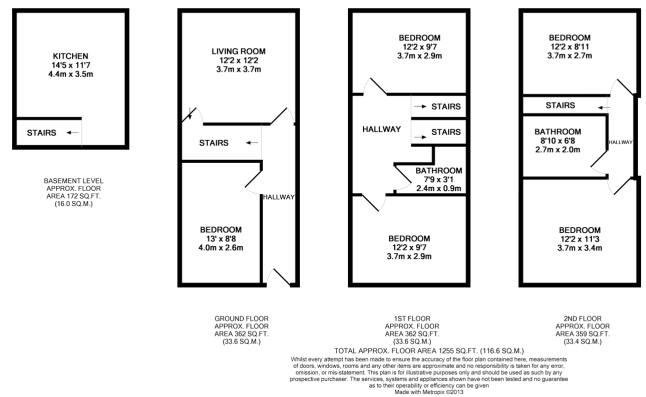 KITCHEN
14'5 x 11'7
4.4m x 3.5m
STAIRS
BASEMENT LEVEL
APPROX. FLOOR
AREA 172 SQ.FT.
(16.0 SQ.M.)
LIVING ROOM
12'2 x 12'2
3.7m x 3.7m
STAIRS
HALLWAY
BEDROOM
13' x 8'8
4.0m x 2.6m
GROUND FLOOR
APPROX. FLOOR
AREA 362 SQ.FT.
(33.6 SQ.M.)
BEDROOM
12'2 x 9'7
3.7m x 2.9m
STAIRS
HALLWAY
STAIRS
BATHROOM
7'9 x 3'1
2.4m x 0.9m
BEDROOM
12'2 x 9'7
3.7m x 2.9m
1ST FLOOR
APPROX. FLOOR
AREA 362 SQ.FT.
(33.6 SQ.M.)
BEDROOM
12'2 x 8'11
3.7m x 2.7m
STAIRS
BATHROOM
8'10 x 6'8
2.7m x 2.0m
HALLWAY
BEDROOM
12'2 x 11'3
3.7m x 3.4m
2ND FLOOR
APPROX. FLOOR
AREA 359 SQ.FT.
(33.4 SQ.M.)
TOTAL APPROX. FLOOR AREA 1255 SQ.FT. (116.6 SQ.M.)
Whilst every attempt has been made to ensure the accuracy of the floor plan contained here, measurements
of doors, windows, rooms and any other items are approximate and no responsibility is taken for any error,
omission, or mis-statement. This plan is for illustrative purposes only and should be used as such by any
prospective purchaser. The services, systems and appliances shown have not been tested and no guarantee
as to their operability or efficiency can be given
Made with Metropix ©2013